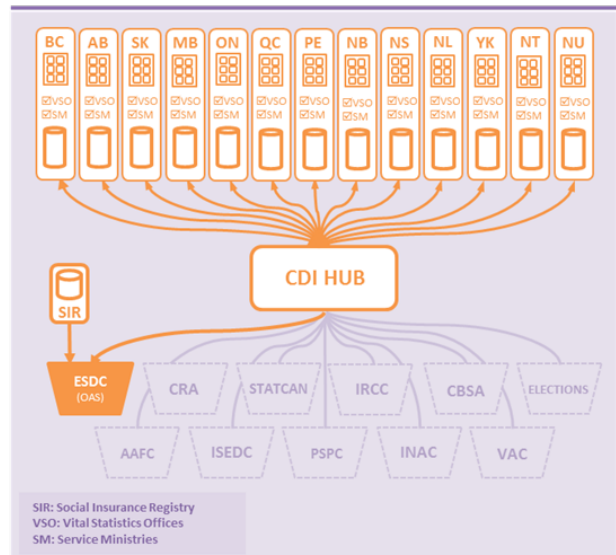 BC AB SK MB ON QC PE NB NS NL YK NT NU
☑VSO ☑VSO ☑VSO ☑VSO ☑VSO ☑VSO ☑VSO ☑VSO ☑VSO ☑VSO ☑VSO ☑VSO ☑VSO
☑SM ☑SM ☑SM ☑SM ☑SM ☑SM ☑SM ☑SM ☑SM ☑SM ☑SM ☑SM ☑SM
CDI HUB
SIR
ESDC
(OAS)
CRA STATCAN IRCC CBSA ELECTIONS
AAFC ISEDC PSPC INAC VAC
SIR: Social Insurance Registry
VSO: Vital Statistics Offices
SM: Service Ministries